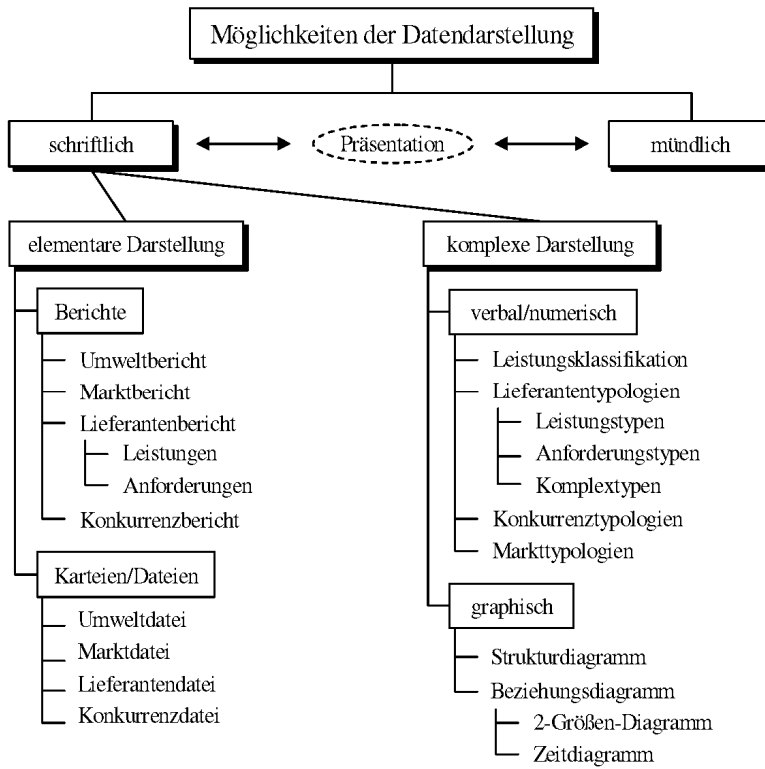 Möglichkeiten der Datendarstellung
schriftlich
Präsentation
mündlich
elementare Darstellung
Berichte
Umweltbericht
Marktbericht
Lieferantenbericht
Leistungen
Anforderungen
Konkurrenzbericht
Karteien/Dateien
Umweltdatei
Marktdatei
Lieferantendatei
Konkurrenzdatei
komplexe Darstellung
verbal/numerisch
Leistungsklassifikation
Lieferantentypologien
Leistungstypen
Anforderungstypen
Komplextypen
Konkurrenztypologien
Markttypologien
graphisch
Strukturdiagramm
Beziehungsdiagramm
2-Größen-Diagramm
Zeitdiagramm